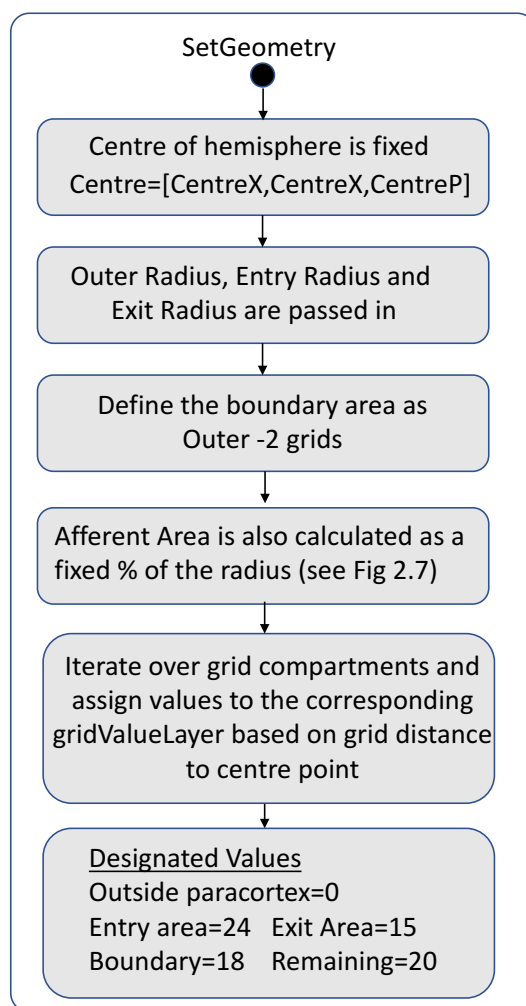 SetGeometry
Centre of hemisphere is fixed
Centre=[CentreX,CentreX,CentreP]
Outer Radius, Entry Radius and
Exit Radius are passed in
Define the boundary area as
Outer -2 grids
Afferent Area is also calculated as a
fixed % of the radius (see Fig 2.7)
Iterate over grid compartments and
assign values to the corresponding
gridValueLayer based on grid distance
to centre point
Designated Values
Outside paracortex=0
Entry area=24 Exit Area=15
Boundary=18 Remaining=20